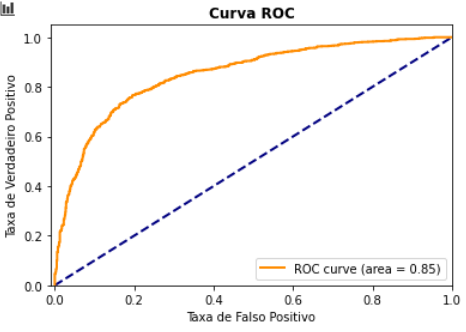 Curva ROC
1.0
0.8
0.6
0.4
0.2
0.0
Taxa de Verdadeiro Positivo
ROC curve (area = 0.85)
0.0 0.2 0.4 0.6 0.8 1.0
Taxa de Falso Positivo